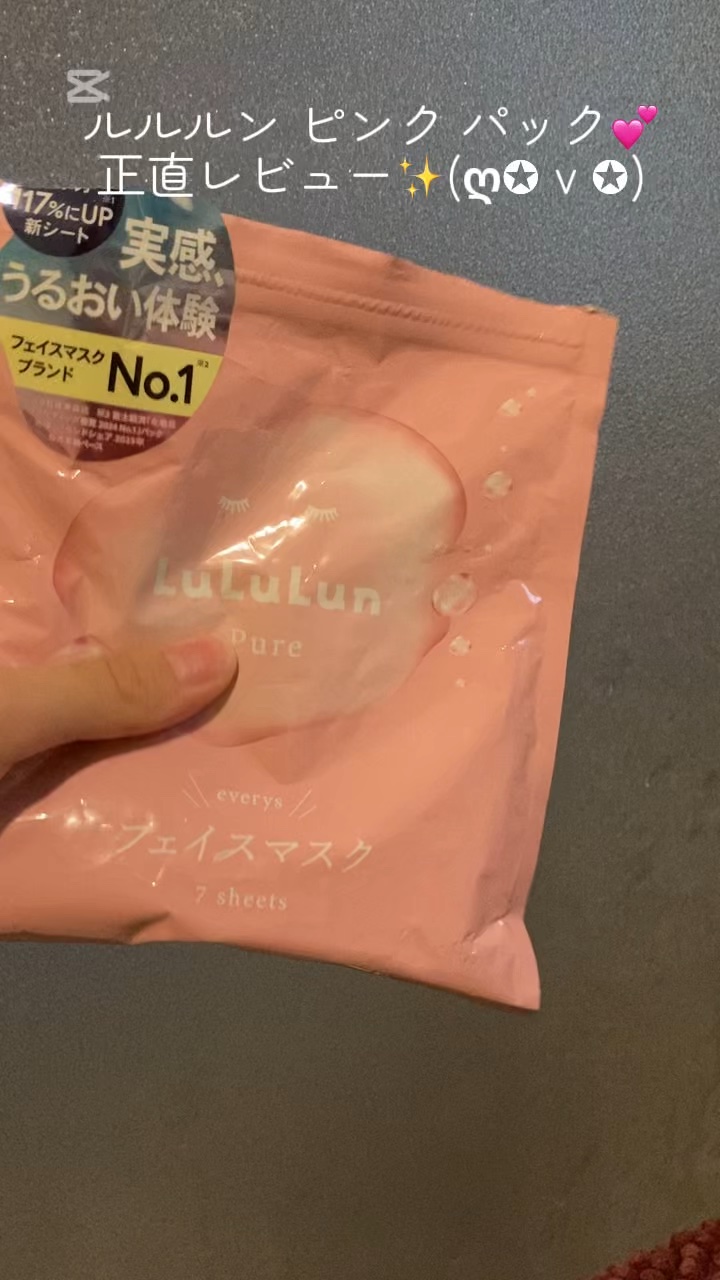 ルルルン ピンク パック💕
正直レビュー✨(ღ✪ v ✪)
117%にUP
新シート
実感、
うるおい体験
フェイスマスク
ブランド
No.1
※2
LuLuLun
Pure
everys
フェイスマスク
7 sheets